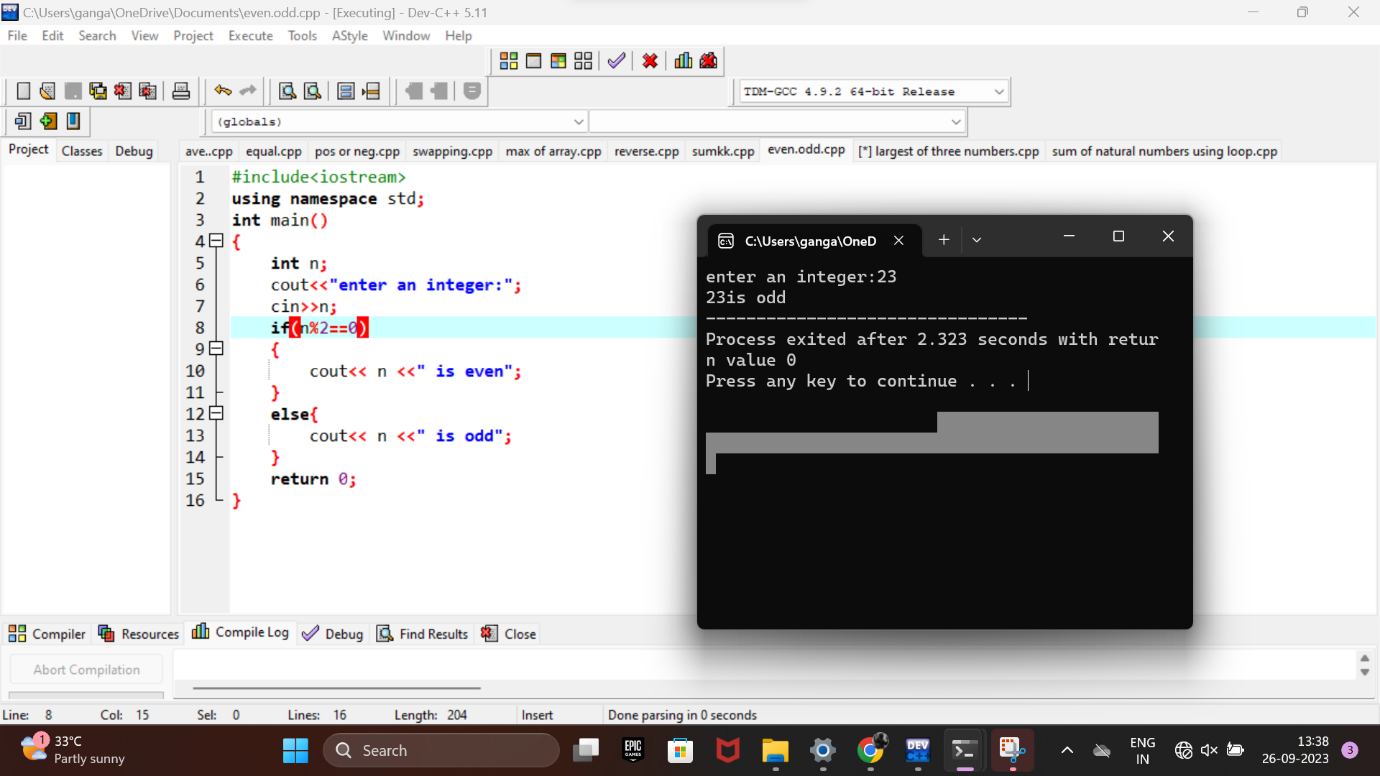 C:\Users\ganga\OneDrive\Documents\even.odd.cpp - [Executing] - Dev-C++ 5.11
File Edit Search View Project Execute Tools AStyle Window Help
TDM-GCC 4.9.2 64-bit Release
(globals)
Project Classes Debug ave..cpp equal.cpp pos or neg.cpp swapping.cpp max of array.cpp reverse.cpp sumkk.cpp even.odd.cpp [*] largest of three numbers.cpp sum of natural numbers using loop.cpp
1 #include<iostream>
2 using namespace std;
3 int main()
4 {
5 int n;
6 cout<<"enter an integer:";
7 cin>>n;
8 if(n%2==0)
9 {
10 cout<< n <<" is even";
11 }
12 else{
13 cout<< n <<" is odd";
14 }
15 return 0;
16 }
C:\Users\ganga\OneD
enter an integer:23
23is odd
--------------------------------
Process exited after 2.323 seconds with retur
n value 0
Press any key to continue . . .
Compiler Resources Compile Log Debug Find Results Close
Abort Compilation
Line: 8 Col: 15 Sel: 0 Lines: 16 Length: 204 Insert Done parsing in 0 seconds
1
33°C
Partly sunny
Search
EPIC
GAMES
DEV
C++
ENG
IN
13:38
26-09-2023
3